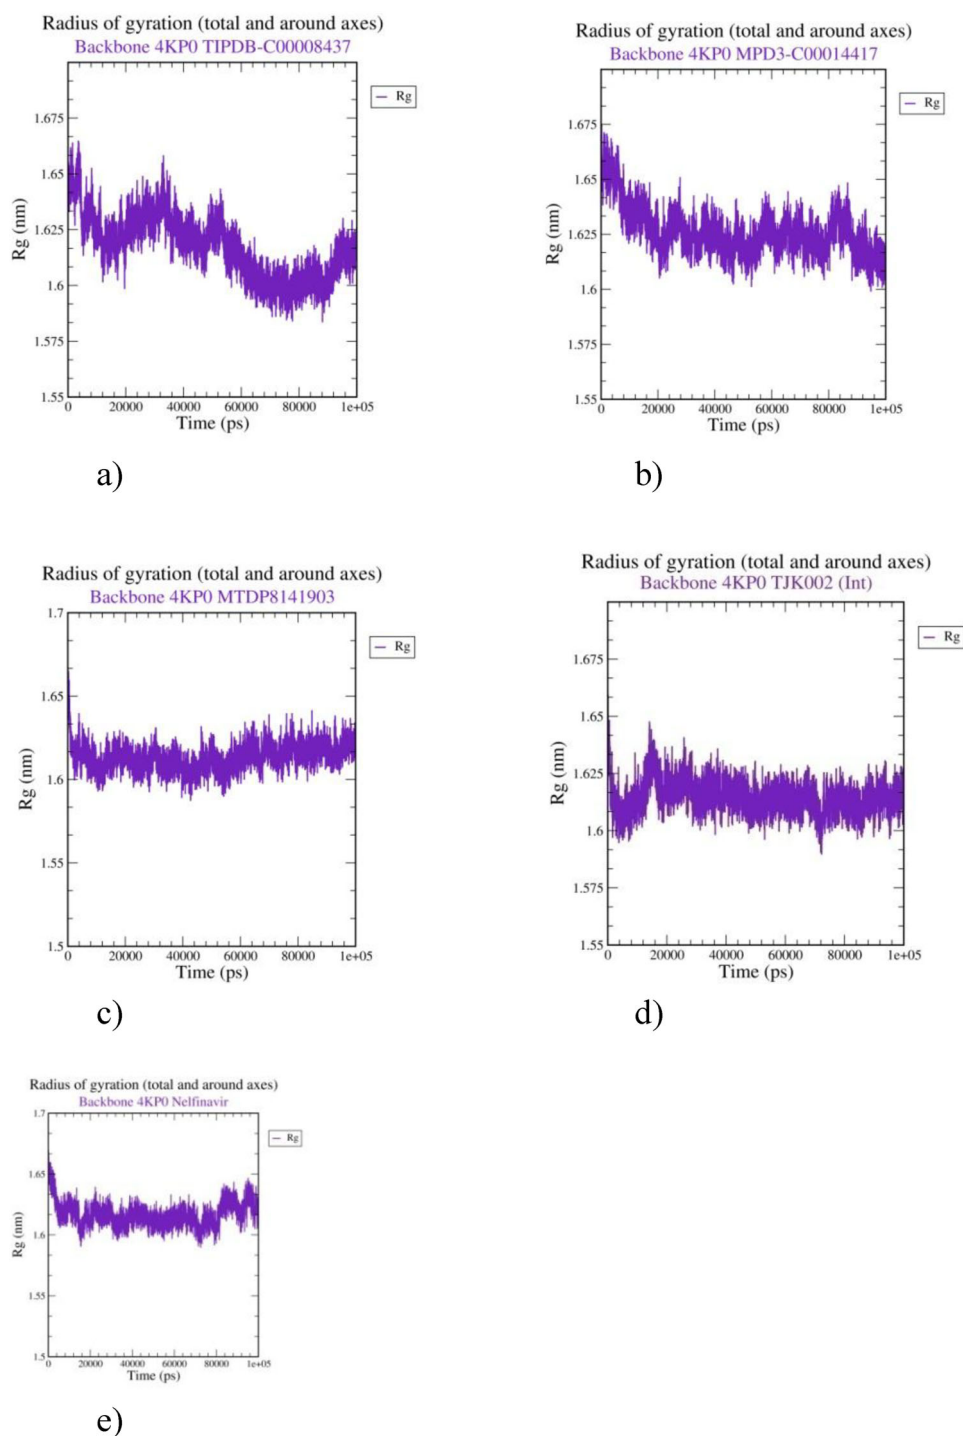 Radius of gyration (total and around axes)
Backbone 4KP0 TIPDB-C00008437
Rg
1.675
1.65
1.625
1.6
1.575
1.55
Rg (nm)
0 20000 40000 60000 80000 1e+05
Time (ps)
a)
Radius of gyration (total and around axes)
Backbone 4KP0 MPD3-C00014417
Rg
1.675
1.65
1.625
1.6
1.575
1.55
Rg (nm)
0 20000 40000 60000 80000 1e+05
Time (ps)
b)
Radius of gyration (total and around axes)
Backbone 4KP0 MTDP8141903
Rg
1.7
1.65
1.6
1.55
1.5
Rg (nm)
0 20000 40000 60000 80000 1e+05
Time (ps)
c)
Radius of gyration (total and around axes)
Backbone 4KP0 TJK002 (Int)
Rg
1.675
1.65
1.625
1.6
1.575
1.55
Rg (nm)
0 20000 40000 60000 80000 1e+05
Time (ps)
d)
Radius of gyration (total and around axes)
Backbone 4KP0 Nelfinavir
Rg
1.7
1.65
1.6
1.55
1.5
Rg (nm)
0 20000 40000 60000 80000 1e+05
Time (ps)
e)